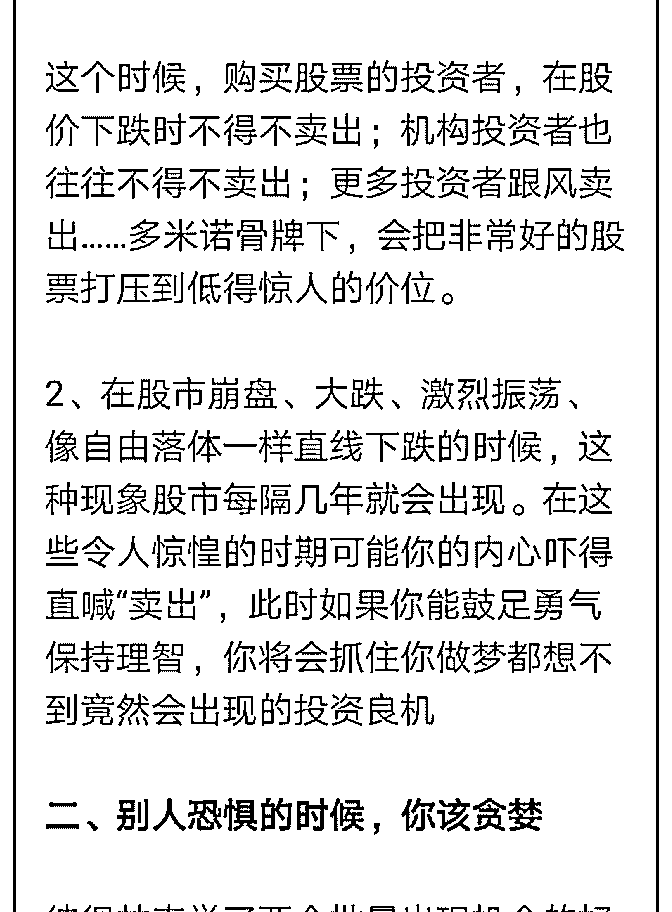 这个时候，购买股票的投资者，在股
价下跌时不得不卖出；机构投资者也
往往不得不卖出；更多投资者跟风卖
出……多米诺骨牌下，会把非常好的股
票打压到低得惊人的价位。
2、在股市崩盘、大跌、激烈振荡、
像自由落体一样直线下跌的时候，这
种现象股市每隔几年就会出现。在这
些令人惊惶的时期可能你的内心吓得
直喊“卖出”，此时如果你能鼓足勇气
保持理智，你将会抓住你做梦都想不
到竟然会出现的投资良机
二、别人恐惧的时候，你该贪婪